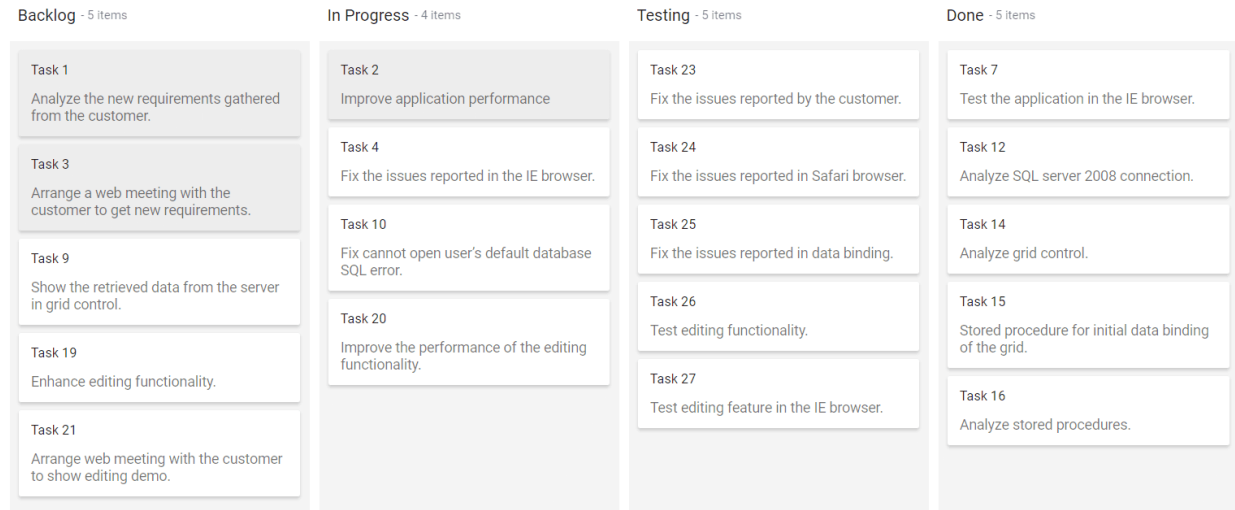 Backlog - 5 items
Task 1
Analyze the new requirements gathered
from the customer.
Task 3
Arrange a web meeting with the
customer to get new requirements.
Task 9
Show the retrieved data from the server
in grid control.
Task 19
Enhance editing functionality.
Task 21
Arrange web meeting with the customer
to show editing demo.
In Progress - 4 items
Task 2
Improve application performance
Task 4
Fix the issues reported in the IE browser.
Task 10
Fix cannot open user's default database
SQL error.
Task 20
Improve the performance of the editing
functionality.
Testing - 5 items
Task 23
Fix the issues reported by the customer.
Task 24
Fix the issues reported in Safari browser.
Task 25
Fix the issues reported in data binding.
Task 26
Test editing functionality.
Task 27
Test editing feature in the IE browser.
Done - 5 items
Task 7
Test the application in the IE browser.
Task 12
Analyze SQL server 2008 connection.
Task 14
Analyze grid control.
Task 15
Stored procedure for initial data binding
of the grid.
Task 16
Analyze stored procedures.